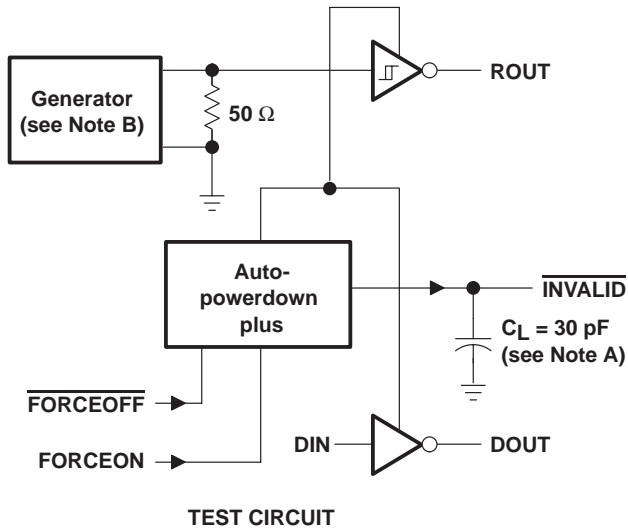 ROUT
Generator
(see Note B)
50 Ω
Auto-
powerdown
plus
INVALID
CL = 30 pF
(see Note A)
FORCEOFF
FORCEON
DIN
DOUT
TEST CIRCUIT